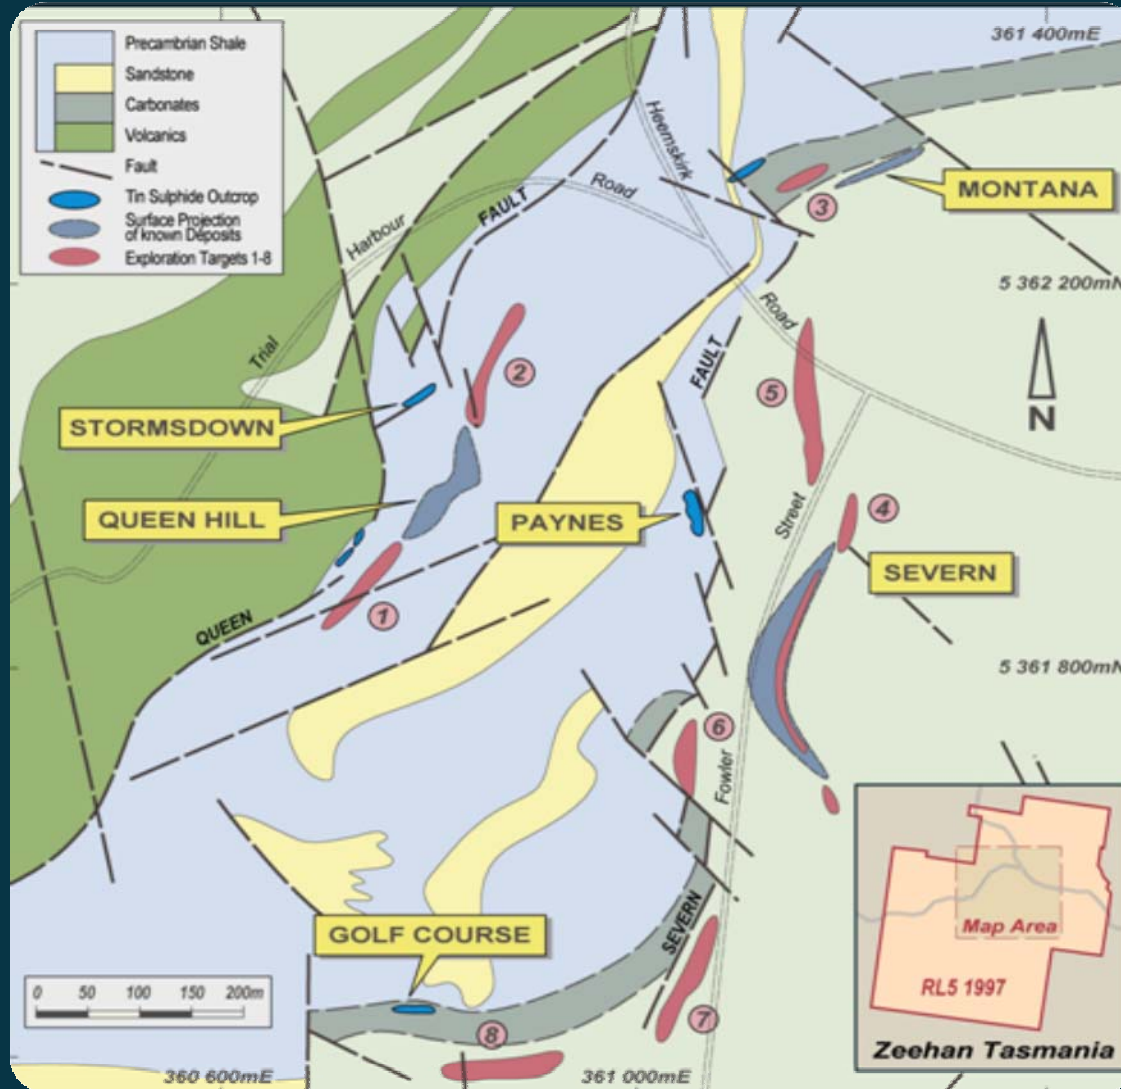 Precambrian Shale
Sandstone
Carbonates
Volcanics
Fault
Tin Sulphide Outcrop
Surface Projection
of known Deposits
Exploration Targets 1-8
361 400mE
Heemskirk
Road
MONTANA
3
Harbour
Road
FAULT
5 362 200mN
Road
Trial
FAULT
2
5
N
STORMSDOWN
QUEEN HILL
PAYNES
Street
4
SEVERN
1
QUEEN
5 361 800mN
6
Fowler
SEVERN
GOLF COURSE
Map Area
RL5 1997
Zeehan Tasmania
0 50 100 150 200m
7
8
360 600mE
361 000mE